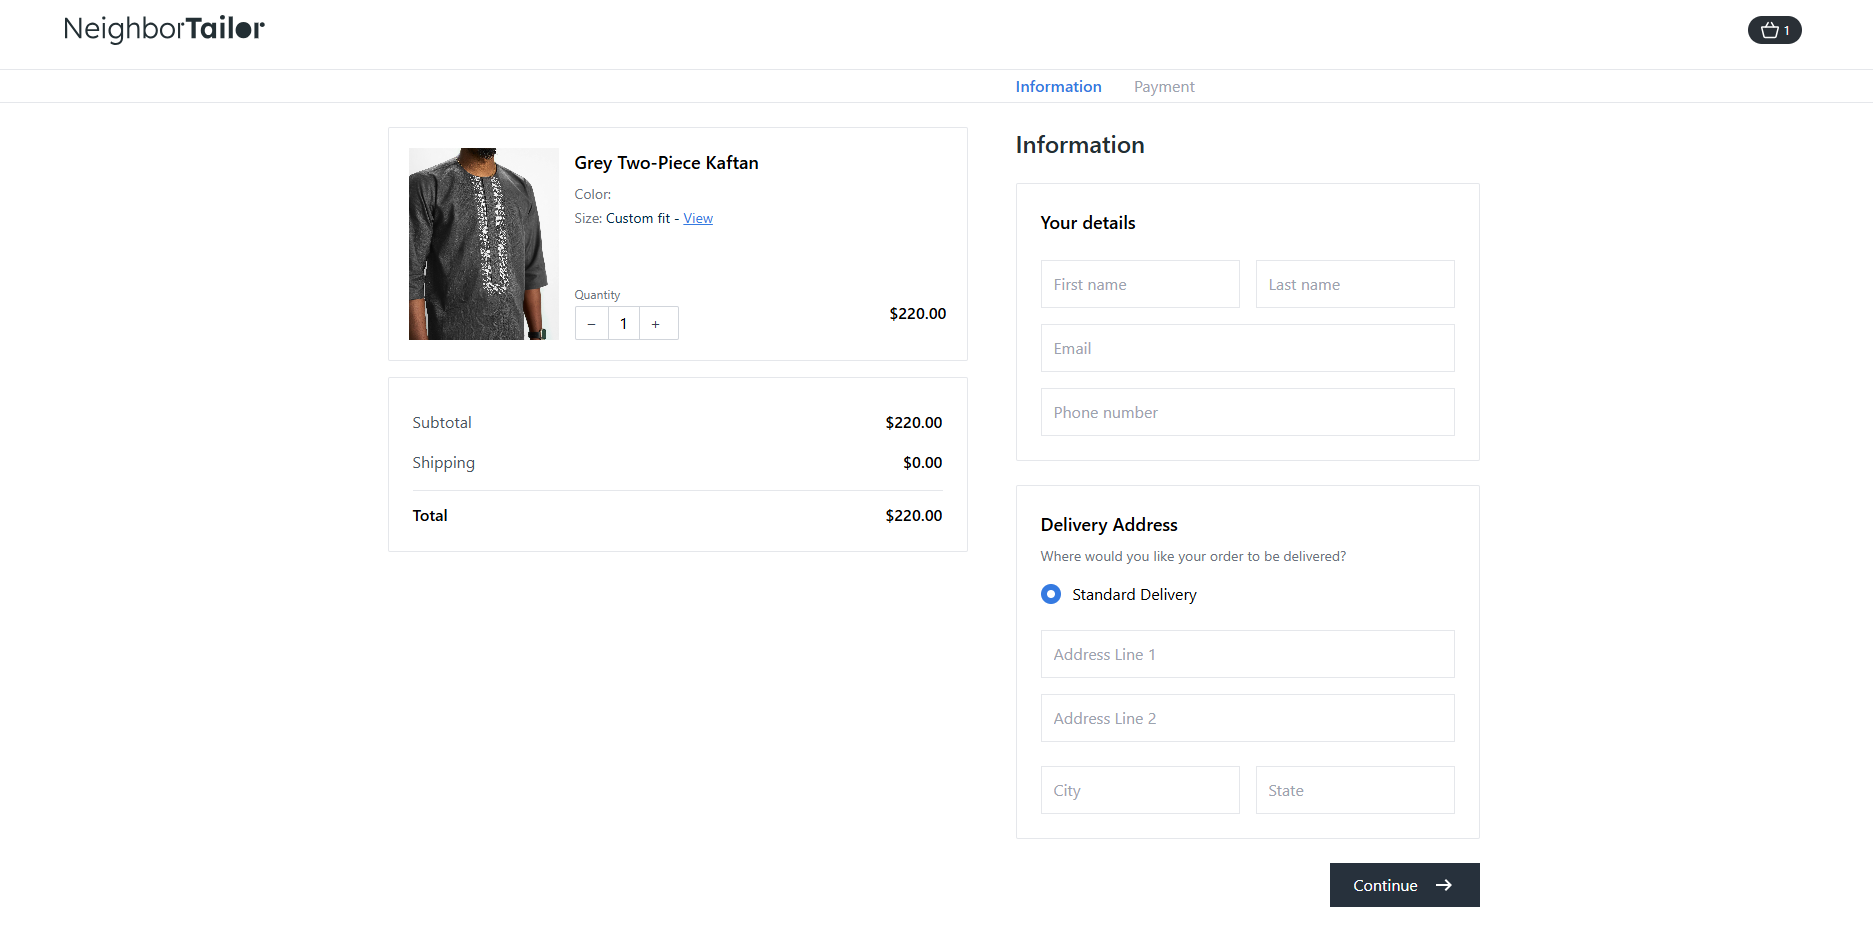 NeighborTailor
1
Information Payment
Grey Two-Piece Kaftan
Color:
Size: Custom fit - View
Quantity
− 1 +
$220.00
Subtotal $220.00
Shipping $0.00
Total $220.00
Information
Your details
First name Last name
Email
Phone number
Delivery Address
Where would you like your order to be delivered?
Standard Delivery
Address Line 1
Address Line 2
City State
Continue →